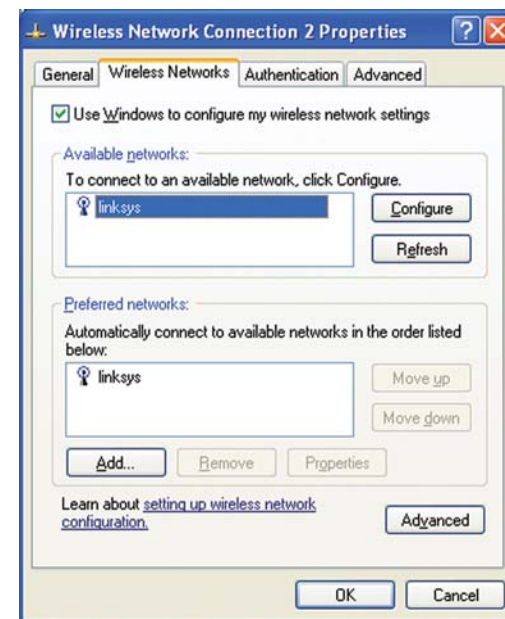 Wireless Network Connection 2 Properties
General Wireless Networks Authentication Advanced
Use Windows to configure my wireless network settings
Available networks:
To connect to an available network, click Configure.
linksys
Configure
Refresh
Preferred networks:
Automatically connect to available networks in the order listed
below:
linksys
Move up
Move down
Add... Remove Properties
Learn about setting up wireless network
configuration.
Advanced
OK Cancel